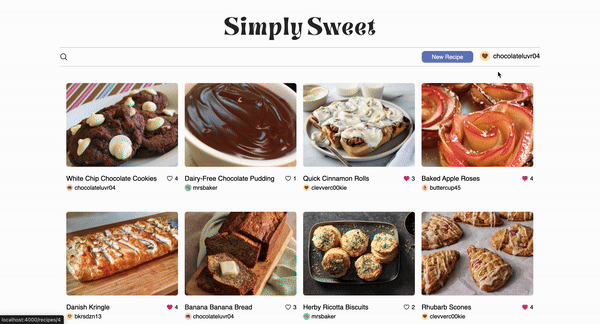 Simply Sweet
New Recipe
chocolateluvr04
White Chip Chocolate Cookies 4
chocolateluvr04
Dairy-Free Chocolate Pudding 1
mrsbaker
Quick Cinnamon Rolls 3
clevverc00kie
Baked Apple Roses 4
buttercup45
Danish Kringle 4
bkrsdzn13
Banana Banana Bread 3
chocolateluvr04
Herby Ricotta Biscuits 2
mrsbaker
Rhubarb Scones 4
clevverc00kie
localhost:4000/recipes/4